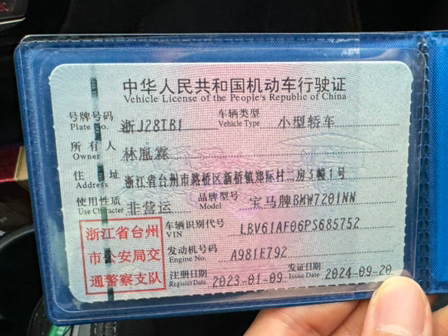 中华人民共和国机动车行驶证
Vehicle License of the People's Republic of China
号牌号码 浙J28TB1 车辆类型 小型轿车
Plate No. Vehicle Type
所有人 林胤霖
Owner
住址 浙江省台州市路桥区新桥镇郑际村二房3幢1号
Address
使用性质 非营运 品牌型号 宝马牌BMW7201NN
Use Character Model
浙江省台州 车辆识别代号 LBV61AF06PS685752
VIN
市公安局交 发动机号码 A981E792
Engine No.
通警察支队 注册日期 2023-01-09 发证日期 2024-09-20
Register Date Issue Date